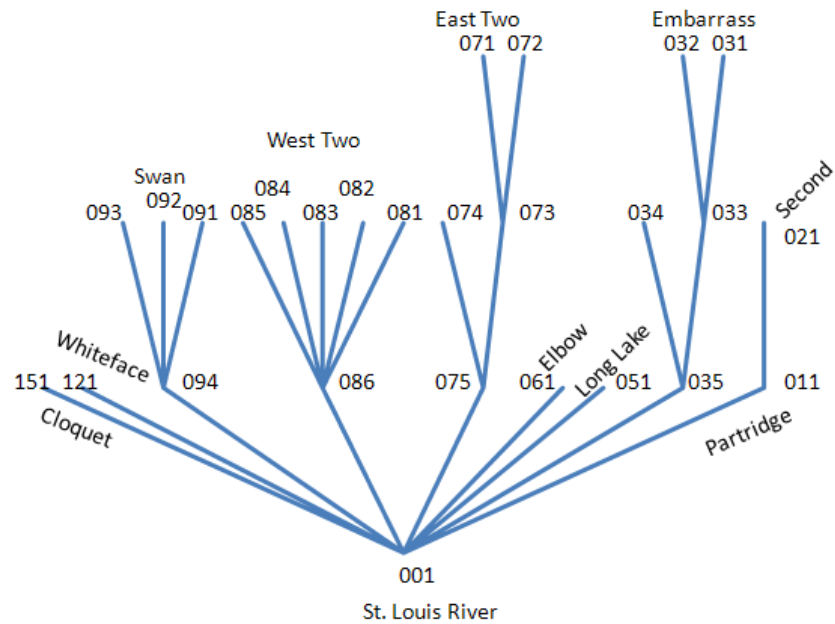 East Two
Embarrass
071 072
032 031
West Two
Swan
084
082
092
093
091
085
083
081
074
073
034
033
Second
021
Whiteface
Elbow
Long Lake
151 121
094
086
075
061
051
035
011
Cloquet
Partridge
001
St. Louis River